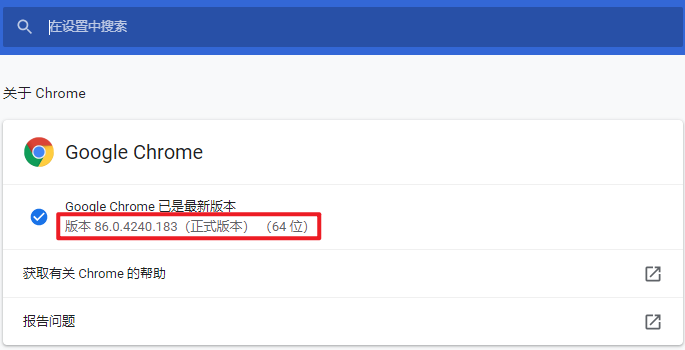 在设置中搜索
关于 Chrome
Google Chrome
Google Chrome 已是最新版本
版本 86.0.4240.183（正式版本） （64 位）
获取有关 Chrome 的帮助
报告问题